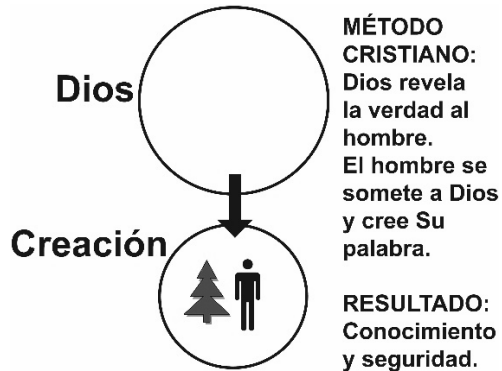 Dios
Creación
MÉTODO
CRISTIANO:
Dios revela
la verdad al
hombre.
El hombre se
somete a Dios
y cree Su
palabra.
RESULTADO:
Conocimiento
y seguridad.